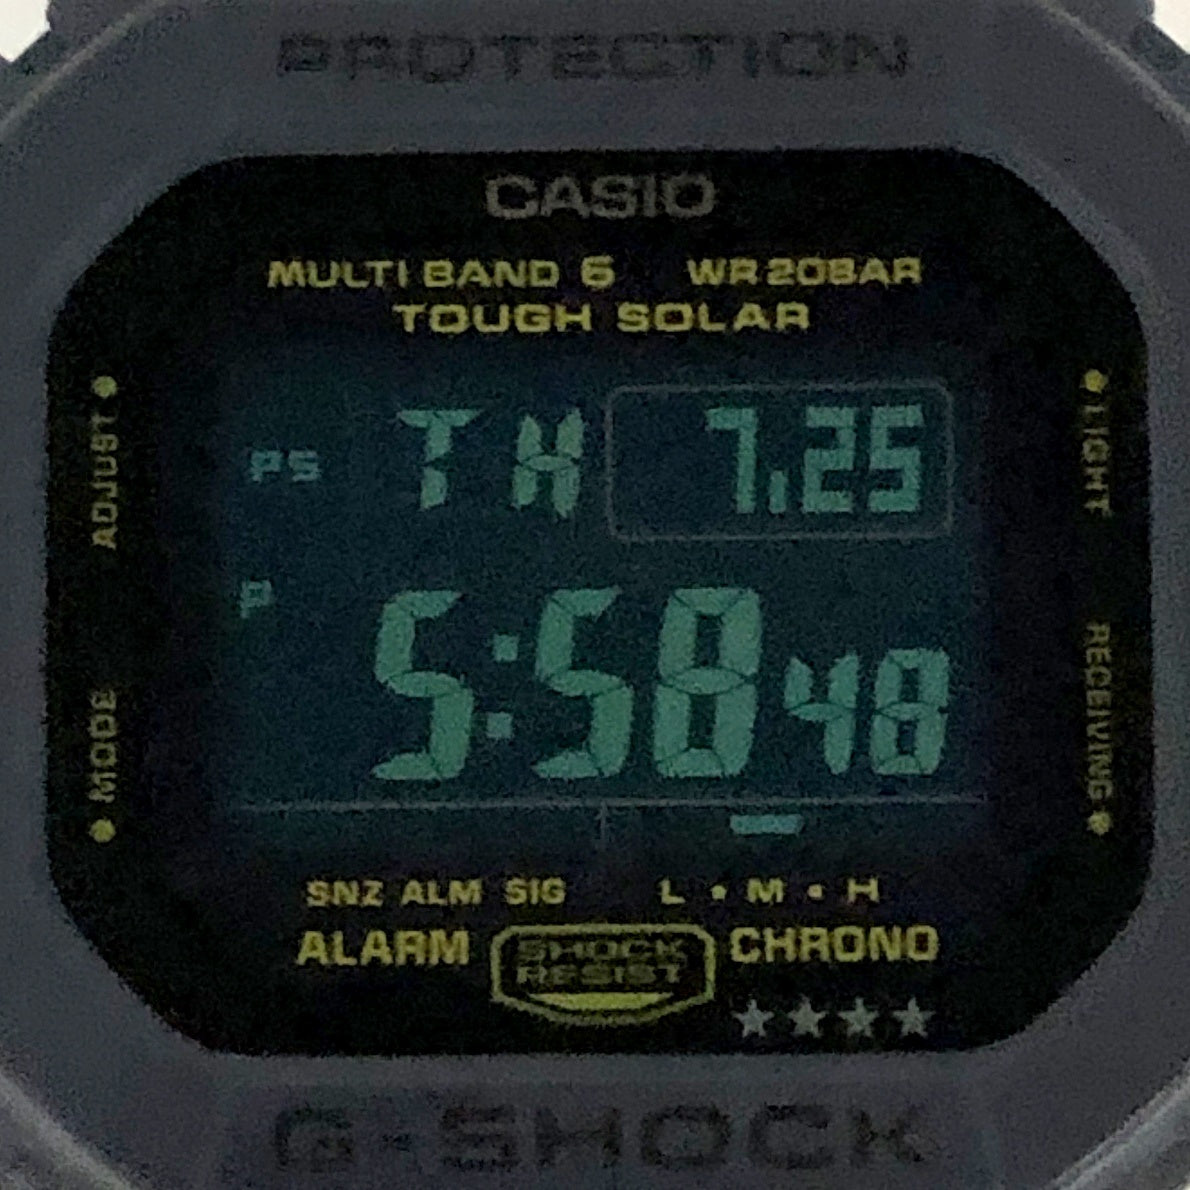 PROTECTION
CASIO
MULTI BAND 6 WR20BAR
TOUGH SOLAR
ADJUST
LIGHT
PS TH 7.25
P 5:58 48
MODE
RECEIVING
SNZ ALM SIG L • M • H
ALARM SHOCK RESIST CHRONO
★★★★
G-SHOCK